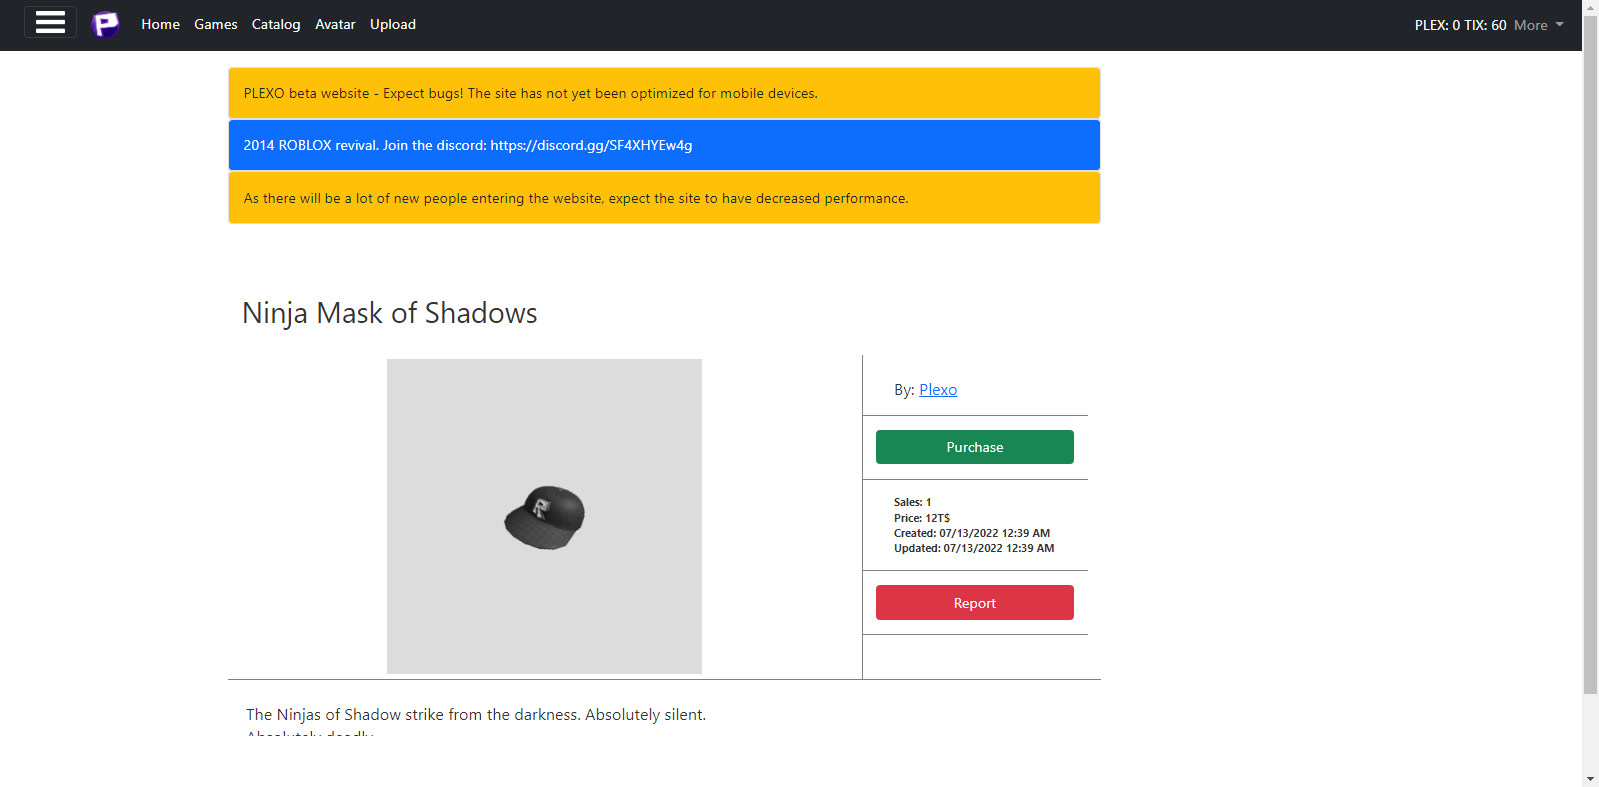 Home Games Catalog Avatar Upload PLEX: 0 TIX: 60 More
PLEXO beta website - Expect bugs! The site has not yet been optimized for mobile devices.
2014 ROBLOX revival. Join the discord: https://discord.gg/SF4XHYEw4g
As there will be a lot of new people entering the website, expect the site to have decreased performance.
Ninja Mask of Shadows
R
By: Plexo
Purchase
Sales: 1
Price: 12T$
Created: 07/13/2022 12:39 AM
Updated: 07/13/2022 12:39 AM
Report
The Ninjas of Shadow strike from the darkness. Absolutely silent.
Absolutely deadly.